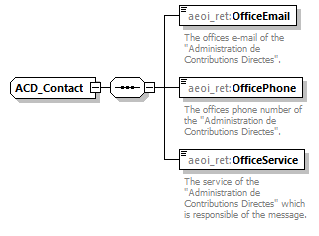 aeoi_ret:OfficeEmail
The offices e-mail of the
"Administration de
Contributions Directes".
ACD_Contact
aeoi_ret:OfficePhone
The offices phone number of
the "Administration de
Contributions Directes".
aeoi_ret:OfficeService
The service of the
"Administration de
Contributions Directes" which
is responsible of the message.